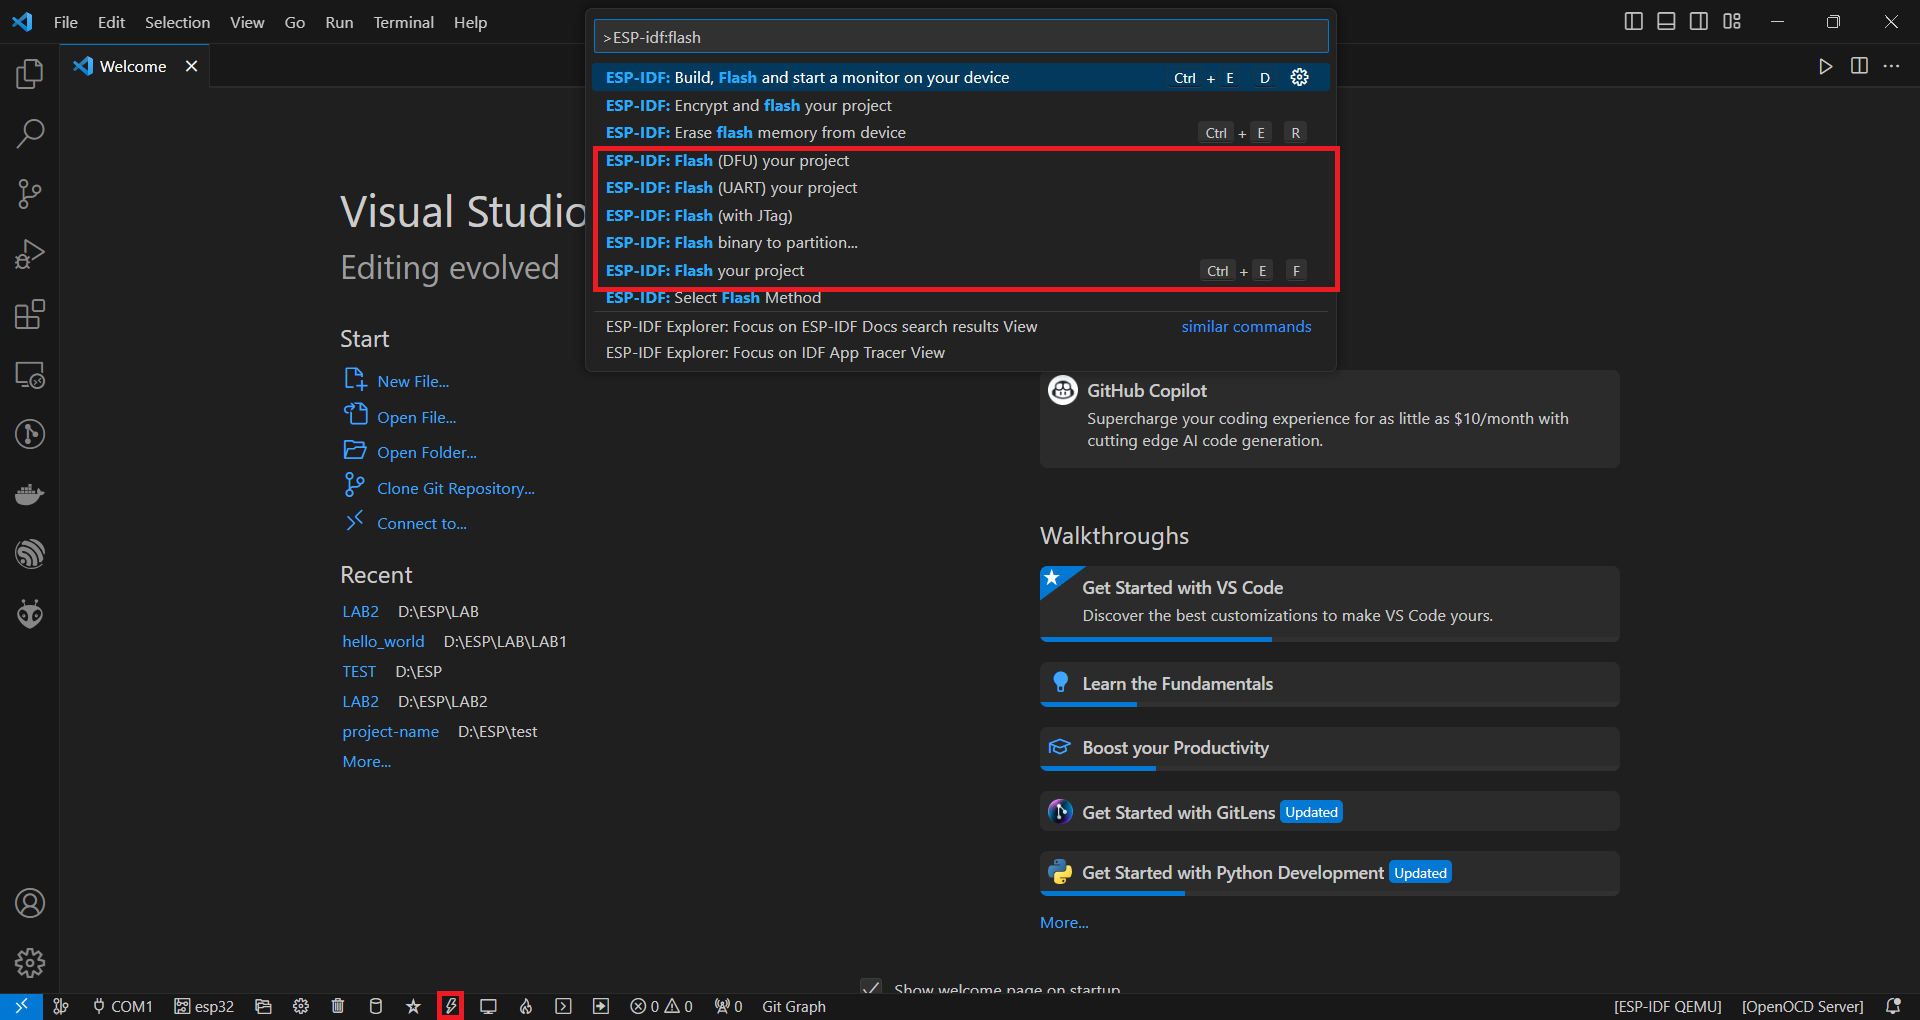 File Edit Selection View Go Run Terminal Help
>ESP-idf:flash
Welcome
ESP-IDF: Build, Flash and start a monitor on your device Ctrl + E D
ESP-IDF: Encrypt and flash your project
ESP-IDF: Erase flash memory from device Ctrl + E R
ESP-IDF: Flash (DFU) your project
ESP-IDF: Flash (UART) your project
ESP-IDF: Flash (with JTag)
ESP-IDF: Flash binary to partition...
ESP-IDF: Flash your project Ctrl + E F
ESP-IDF: Select Flash Method
ESP-IDF Explorer: Focus on ESP-IDF Docs search results View similar commands
ESP-IDF Explorer: Focus on IDF App Tracer View
Visual Studio
Editing evolved
Start
New File...
Open File...
Open Folder...
Clone Git Repository...
Connect to...
Recent
LAB2 D:\ESP\LAB
hello_world D:\ESP\LAB\LAB1
TEST D:\ESP
LAB2 D:\ESP\LAB2
project-name D:\ESP\test
More...
GitHub Copilot
Supercharge your coding experience for as little as $10/month with
cutting edge AI code generation.
Walkthroughs
Get Started with VS Code
Discover the best customizations to make VS Code yours.
Learn the Fundamentals
Boost your Productivity
Get Started with GitLens Updated
Get Started with Python Development Updated
More...
Show welcome page on startup
COM1 esp32 0 0 0 Git Graph [ESP-IDF QEMU] [OpenOCD Server]